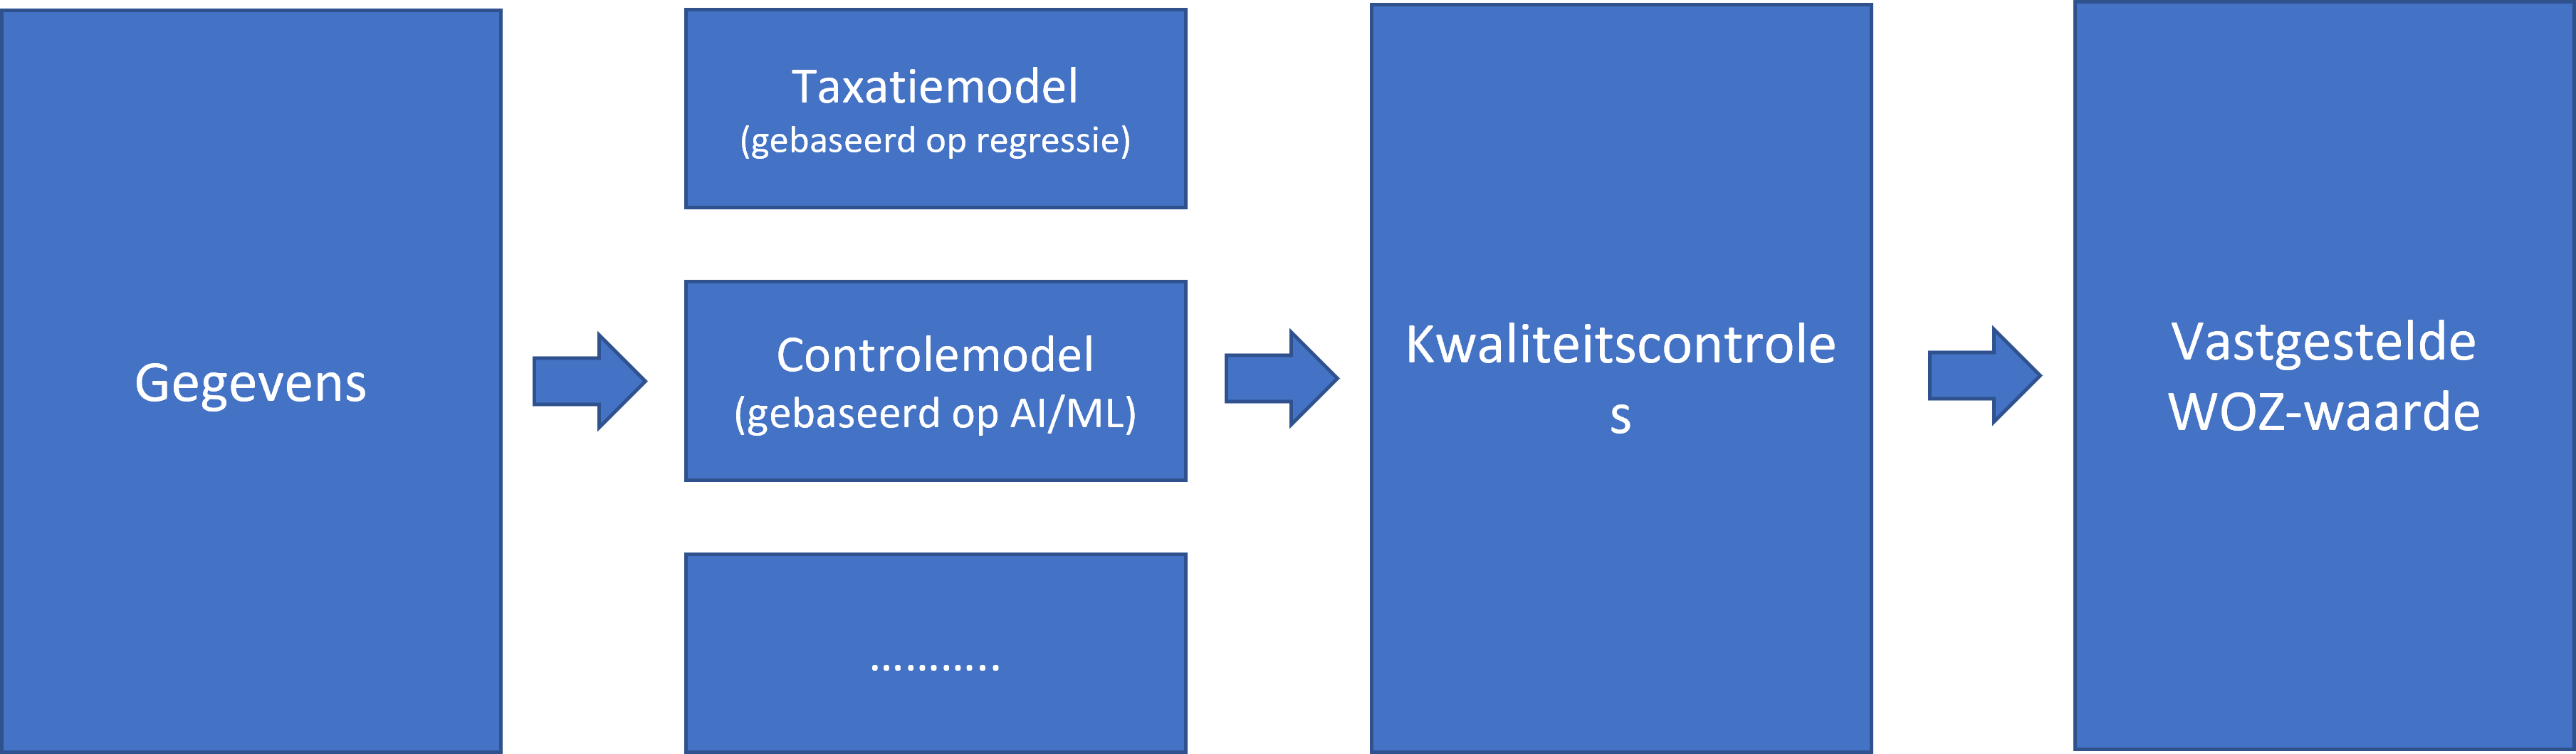 Gegevens
Taxatiemodel
(gebaseerd op regressie)
Controlemodel
(gebaseerd op AI/ML)
...........
Kwaliteitscontrole
s
Vastgestelde
WOZ-waarde